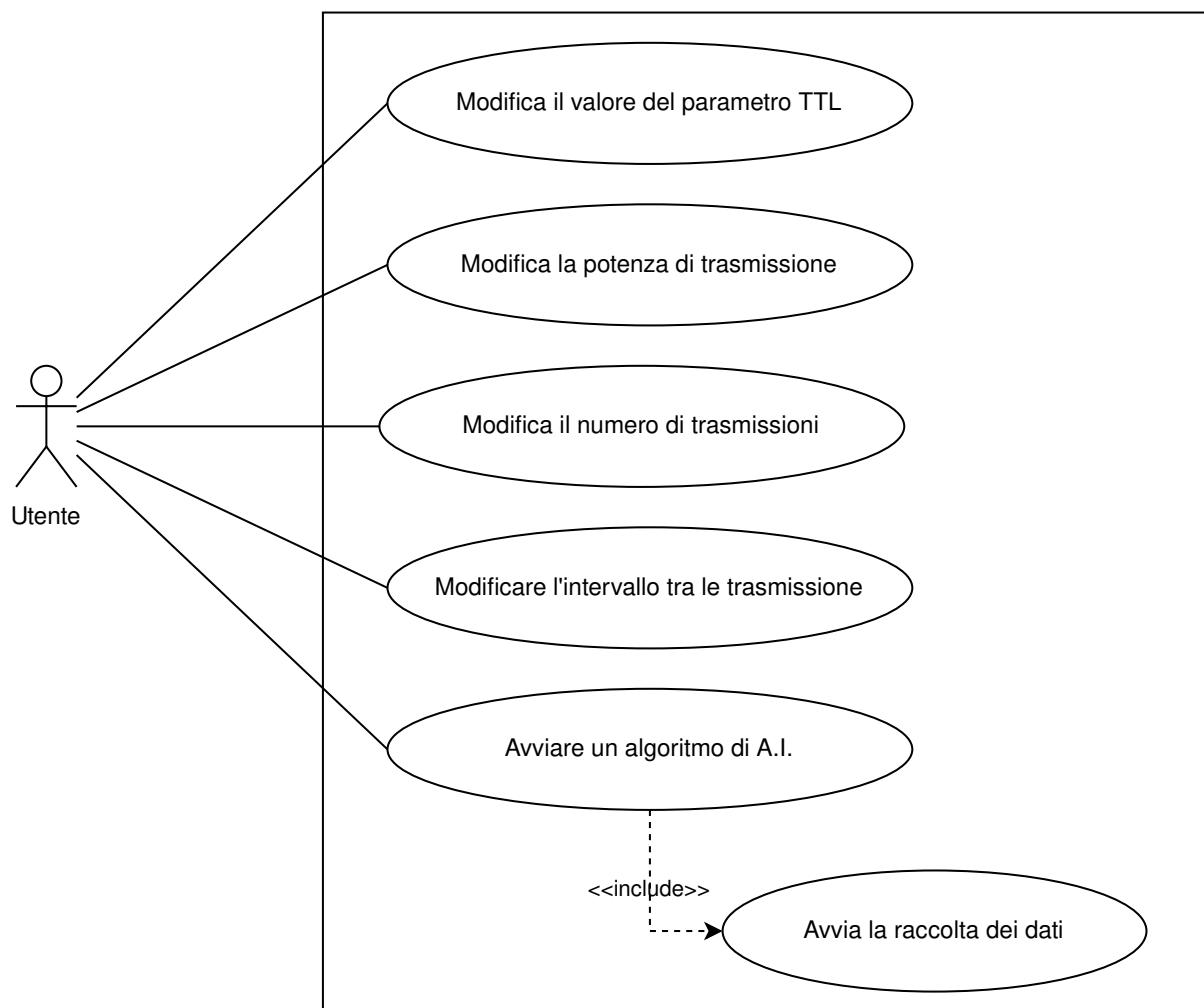 Modifica il valore del parametro TTL
Modifica la potenza di trasmissione
Modifica il numero di trasmissioni
Utente
Modificare l'intervallo tra le trasmissione
Avviare un algoritmo di A.I.
<<include>>
Avvia la raccolta dei dati